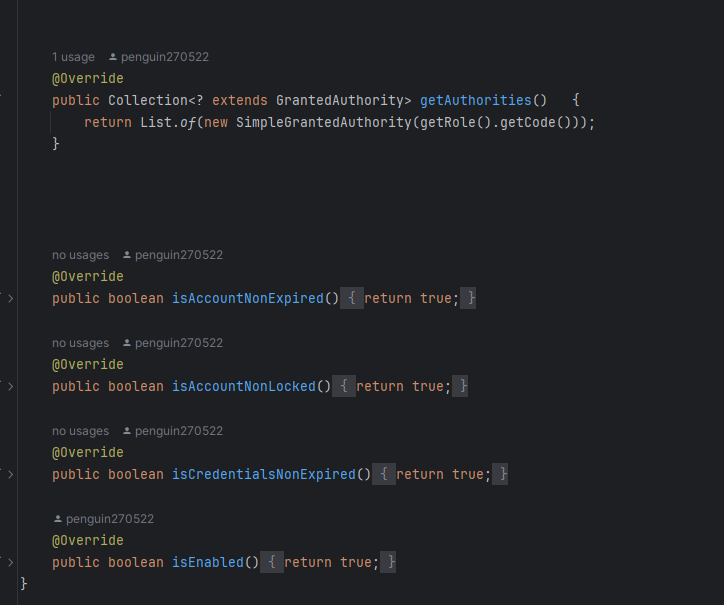 1 usage penguin270522
@Override
public Collection<? extends GrantedAuthority> getAuthorities() {
return List.of(new SimpleGrantedAuthority(getRole().getCode()));
}
no usages penguin270522
@Override
public boolean isAccountNonExpired() { return true; }
no usages penguin270522
@Override
public boolean isAccountNonLocked() { return true; }
no usages penguin270522
@Override
public boolean isCredentialsNonExpired() { return true; }
penguin270522
@Override
public boolean isEnabled() { return true; }
}